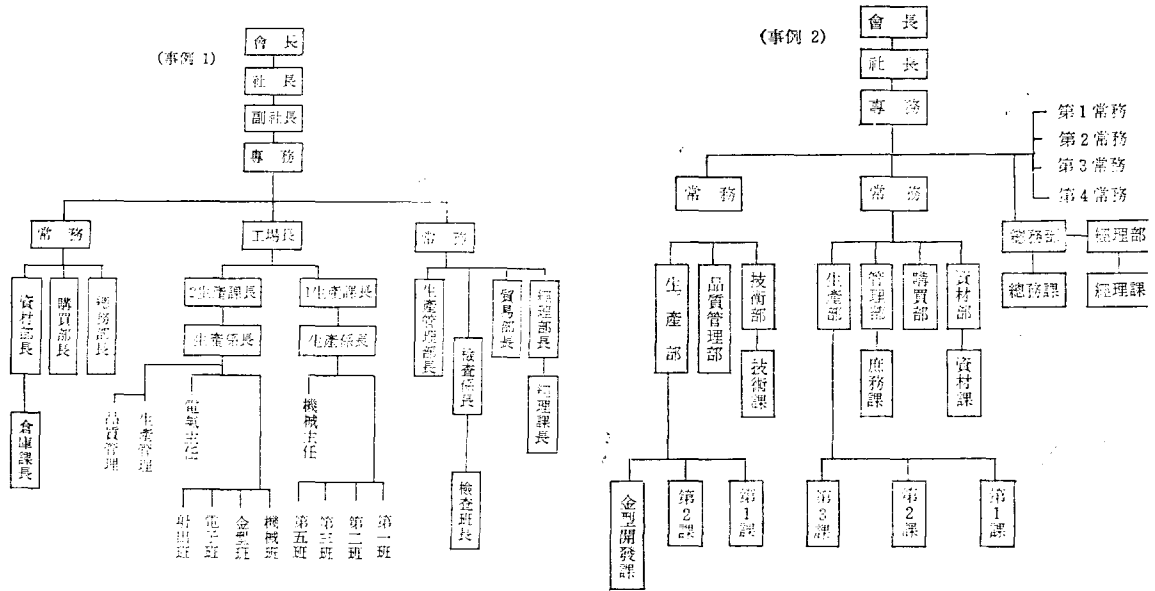 (事例 1)
會長
社長
副社長
專務
常務
工場長
常務
資材部長
購買部長
總務部長
2生產課長
1生產課長
生產管理部長
貿易部長
經理部長
生產係長
生產係長
檢查係長
經理課長
倉庫課長
品質管理
生產管理
電氣主任
機械主任
檢查班長
射出班
電子班
金型班
機械班
第五班
第三班
第二班
第一班
(事例 2)
會長
社長
專務
第1常務
第2常務
第3常務
第4常務
常務
常務
總務部
經理部
總務課
經理課
生產部
品質管理部
技術部
技術課
生產部
管理部
購買部
資材部
庶務課
資材課
金型開發課
第2課
第1課
第3課
第2課
第1課